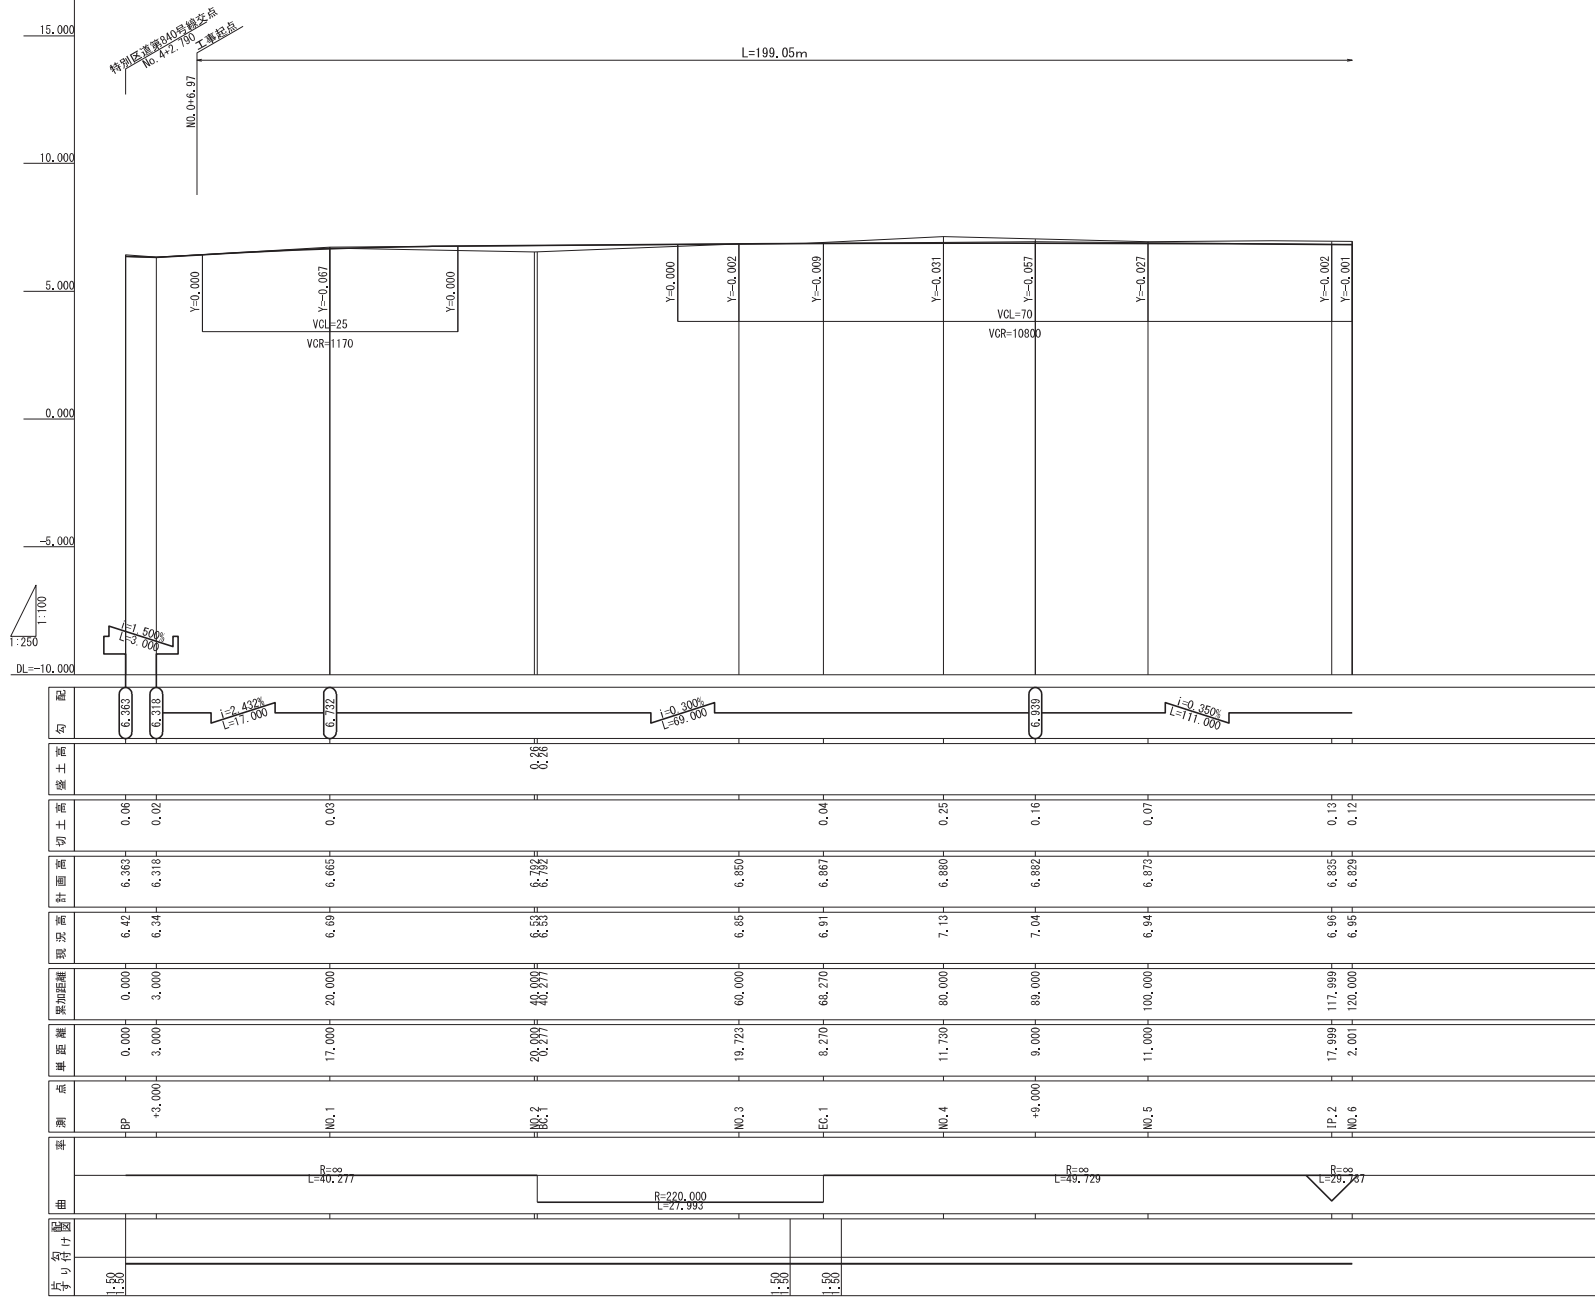 15.000
10.000
5.000
0.000
-5.000
DL=-10.000
1:100
1:250
特別区道第840号線交点
No.4+2.790
工事起点
NO.0+6.97
L=199.05m
Y=0.000
Y=-0.067
Y=0.000
VCL=25
VCR=1170
Y=0.000
Y=-0.002
Y=-0.009
Y=-0.031
Y=-0.057
Y=-0.027
Y=-0.002
Y=-0.001
VCL=70
VCR=10800
i=1.500%
L=3.000
勾配
6.363
6.318
i=2.432%
L=17.000
6.732
i=0.300%
L=69.000
6.939
i=0.350%
L=111.000
盛土高
0.26
0.26
切土高
0.06
0.02
0.03
0.04
0.25
0.16
0.07
0.13
0.12
計画高
6.363
6.318
6.665
6.792
6.792
6.850
6.867
6.880
6.882
6.873
6.835
6.829
現況高
6.42
6.34
6.69
6.53
6.53
6.85
6.91
7.13
7.04
6.94
6.96
6.95
累加距離
0.000
3.000
20.000
40.000
40.277
60.000
68.270
80.000
89.000
100.000
117.999
120.000
単距離
0.000
3.000
17.000
20.000
0.277
19.723
8.270
11.730
9.000
11.000
17.999
2.001
測点
BP
+3.000
NO.1
NO.2
BC.1
NO.3
EC.1
NO.4
+9.000
NO.5
IP.2
NO.6
曲率
R=∞
L=40.277
R=220.000
L=27.993
R=∞
L=49.729
R=∞
L=29.737
片勾配
すり付け図
1.50
1.50
1.50
1.50
1.50
1.50